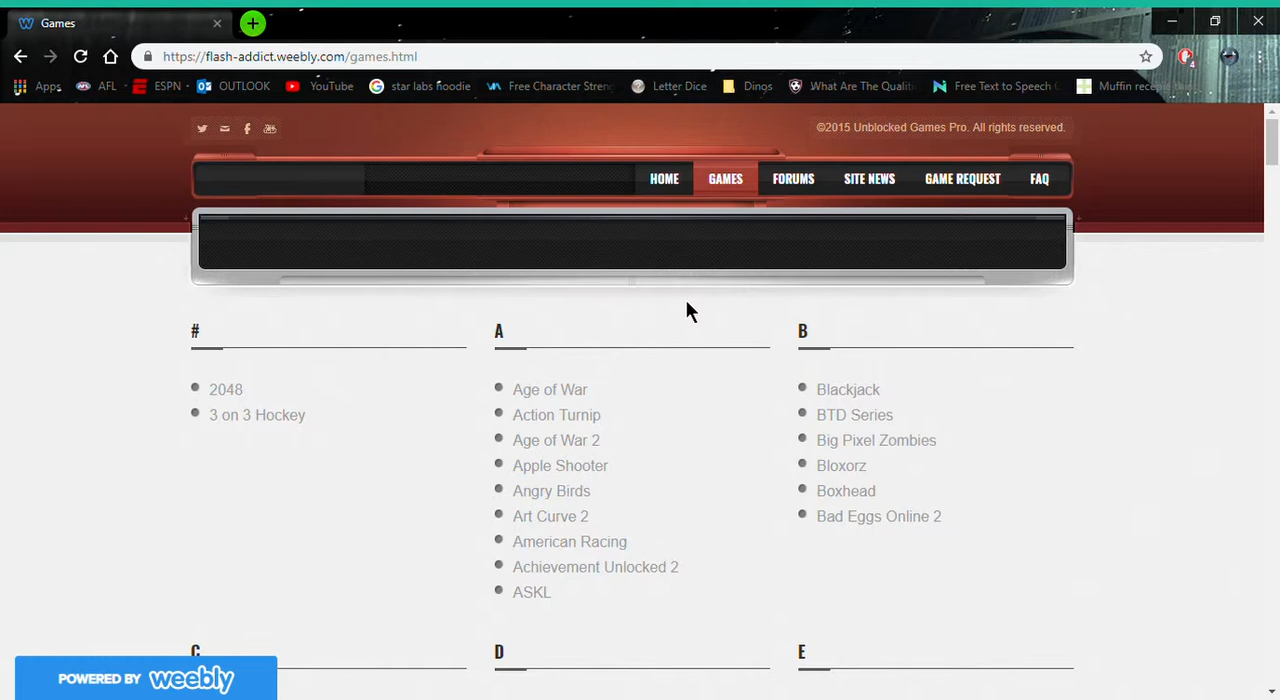 Games
https://flash-addict.weebly.com/games.html
4
Apps AFL ESPN OUTLOOK YouTube star labs noodie Free Character Stren Letter Dice Dinos What Are The Qualiti Free Text to Speech Muffin recepie
©2015 Unblocked Games Pro. All rights reserved.
HOME GAMES FORUMS SITE NEWS GAME REQUEST FAQ
# A B
2048 Age of War Blackjack
3 on 3 Hockey Action Turnip BTD Series
Age of War 2 Big Pixel Zombies
Apple Shooter Bloxorz
Angry Birds Boxhead
Art Curve 2 Bad Eggs Online 2
American Racing
Achievement Unlocked 2
ASKL
C D E
POWERED BY weebly